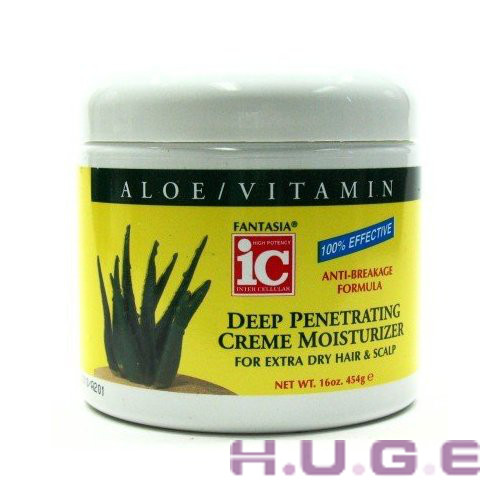 ALOE / VITAMIN
FANTASIA®
HIGH POTENCY
ic
INTER CELLULAR
100% EFFECTIVE
ANTI-BREAKAGE
FORMULA
DEEP PENETRATING
CREME MOISTURIZER
FOR EXTRA DRY HAIR & SCALP
NET WT. 16oz. 454g ℮
H.U.G.E